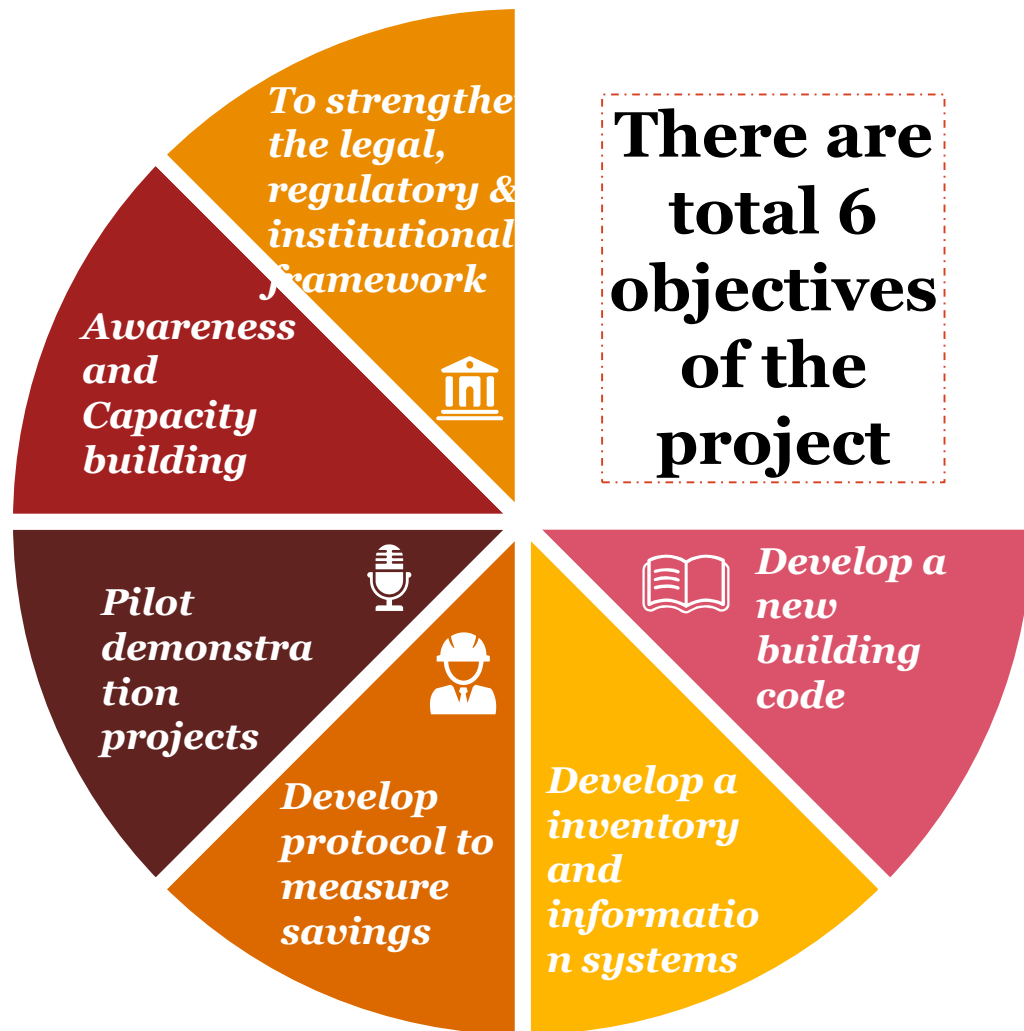 To strengthe
the legal,
regulatory &
institutional
framework
There are
total 6
objectives
of the
project
Awareness
and
Capacity
building
Pilot
demonstra
tion
projects
Develop a
new
building
code
Develop
protocol to
measure
savings
Develop a
inventory
and
informatio
n systems